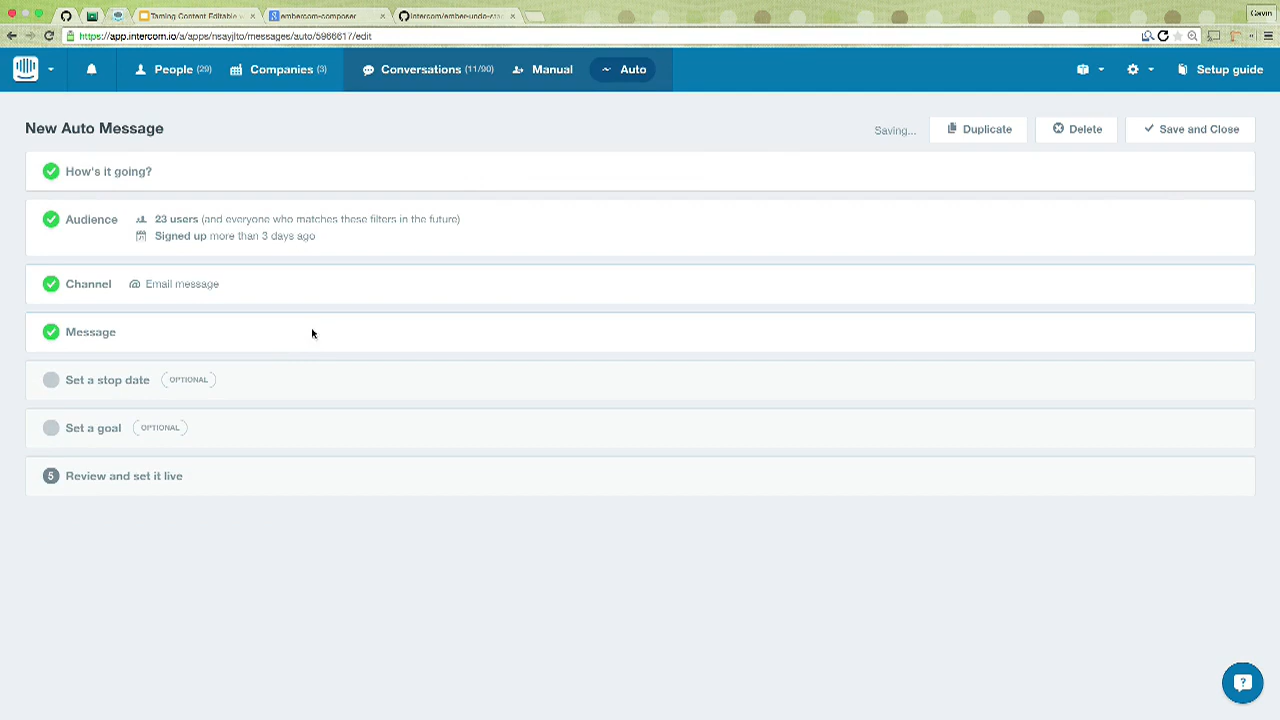 Taming Content Editable
embercom-composer
intercom/ember-undo-stac
Gavin
https://app.intercom.io/a/apps/nsayjlto/messages/auto/5966617/edit
People (29)
Companies (3)
Conversations (11/90)
Manual
Auto
Setup guide
New Auto Message
Saving...
Duplicate
Delete
Save and Close
How's it going?
Audience
23 users (and everyone who matches these filters in the future)
Signed up more than 3 days ago
Channel
@ Email message
Message
Set a stop date OPTIONAL
Set a goal OPTIONAL
5 Review and set it live